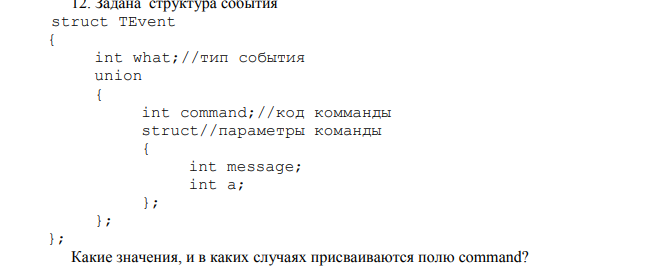 12. Задана структура события
struct TEvent
{
int what;//тип события
union
{
int command;//код комманды
struct//параметры команды
{
int message;
int a;
};
};
};
Какие значения, и в каких случаях присваиваются полю command?